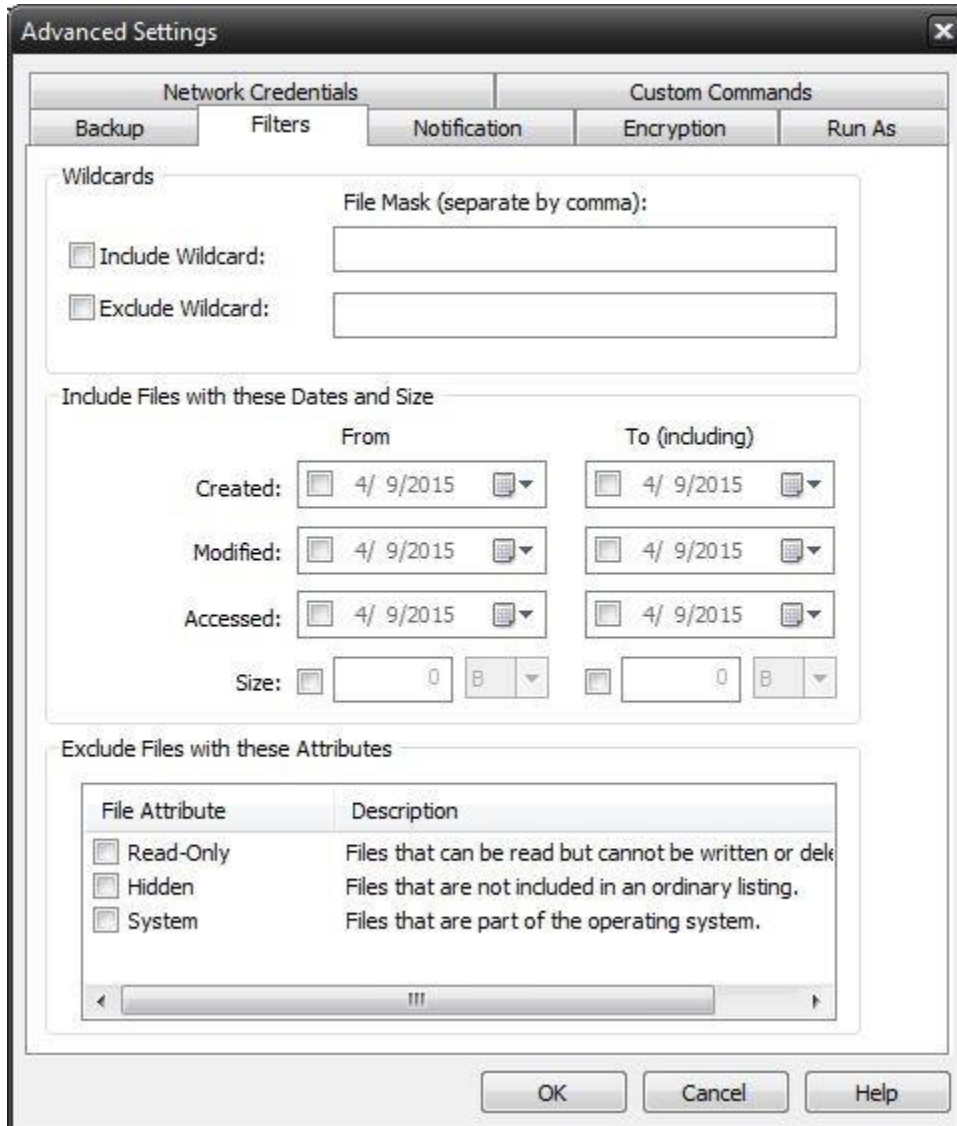 Advanced Settings
Network Credentials Custom Commands
Backup Filters Notification Encryption Run As
Wildcards
File Mask (separate by comma):
Include Wildcard:
Exclude Wildcard:
Include Files with these Dates and Size
From To (including)
Created: 4/ 9/2015 4/ 9/2015
Modified: 4/ 9/2015 4/ 9/2015
Accessed: 4/ 9/2015 4/ 9/2015
Size: 0 B 0 B
Exclude Files with these Attributes
File Attribute Description
Read-Only Files that can be read but cannot be written or dele
Hidden Files that are not included in an ordinary listing.
System Files that are part of the operating system.
OK Cancel Help